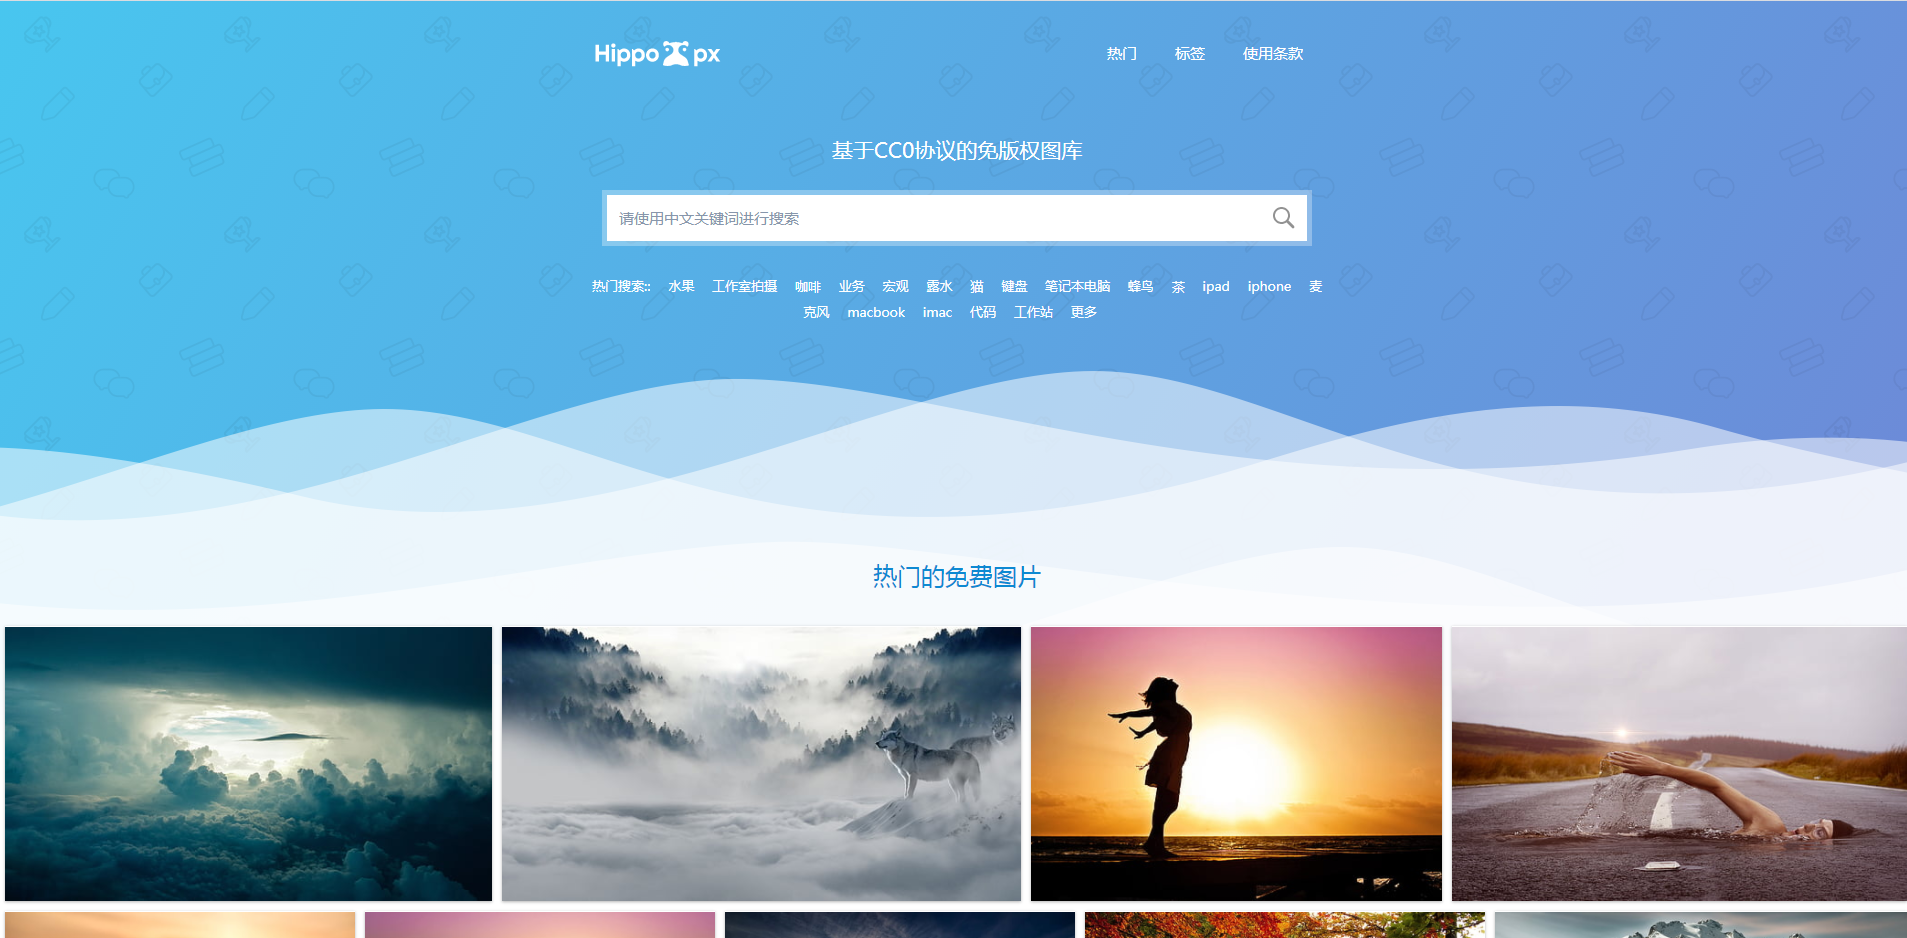 Hippo px
热门 标签 使用条款
基于CC0协议的免版权图库
请使用中文关键词进行搜索
热门搜索:: 水果 工作室拍摄 咖啡 业务 宏观 露水 猫 键盘 笔记本电脑 蜂鸟 茶 ipad iphone 麦
克风 macbook imac 代码 工作站 更多
热门的免费图片